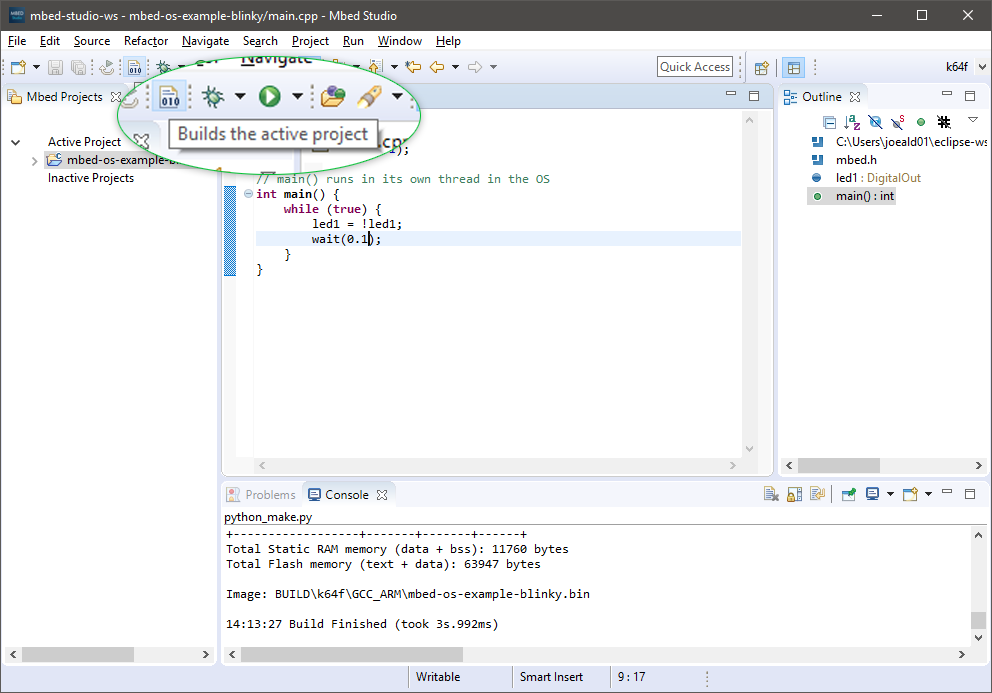 mbed-studio-ws - mbed-os-example-blinky/main.cpp - Mbed Studio
File Edit Source Refactor Navigate Search Project Run Window Help
Quick Access
k64f
Navigate
010
010
Builds the active project
Mbed Projects
Active Project
mbed-os-example-
Inactive Projects
);
// main() runs in its own thread in the OS
int main() {
while (true) {
led1 = !led1;
wait(0.1);
}
}
Outline
C:\Users\joeald01\eclipse-ws
mbed.h
led1 : DigitalOut
main() : int
Problems Console
python_make.py
+------------------+-------+-------+------+
Total Static RAM memory (data + bss): 11760 bytes
Total Flash memory (text + data): 63947 bytes
Image: BUILD\k64f\GCC_ARM\mbed-os-example-blinky.bin
14:13:27 Build Finished (took 3s.992ms)
Writable Smart Insert 9 : 17